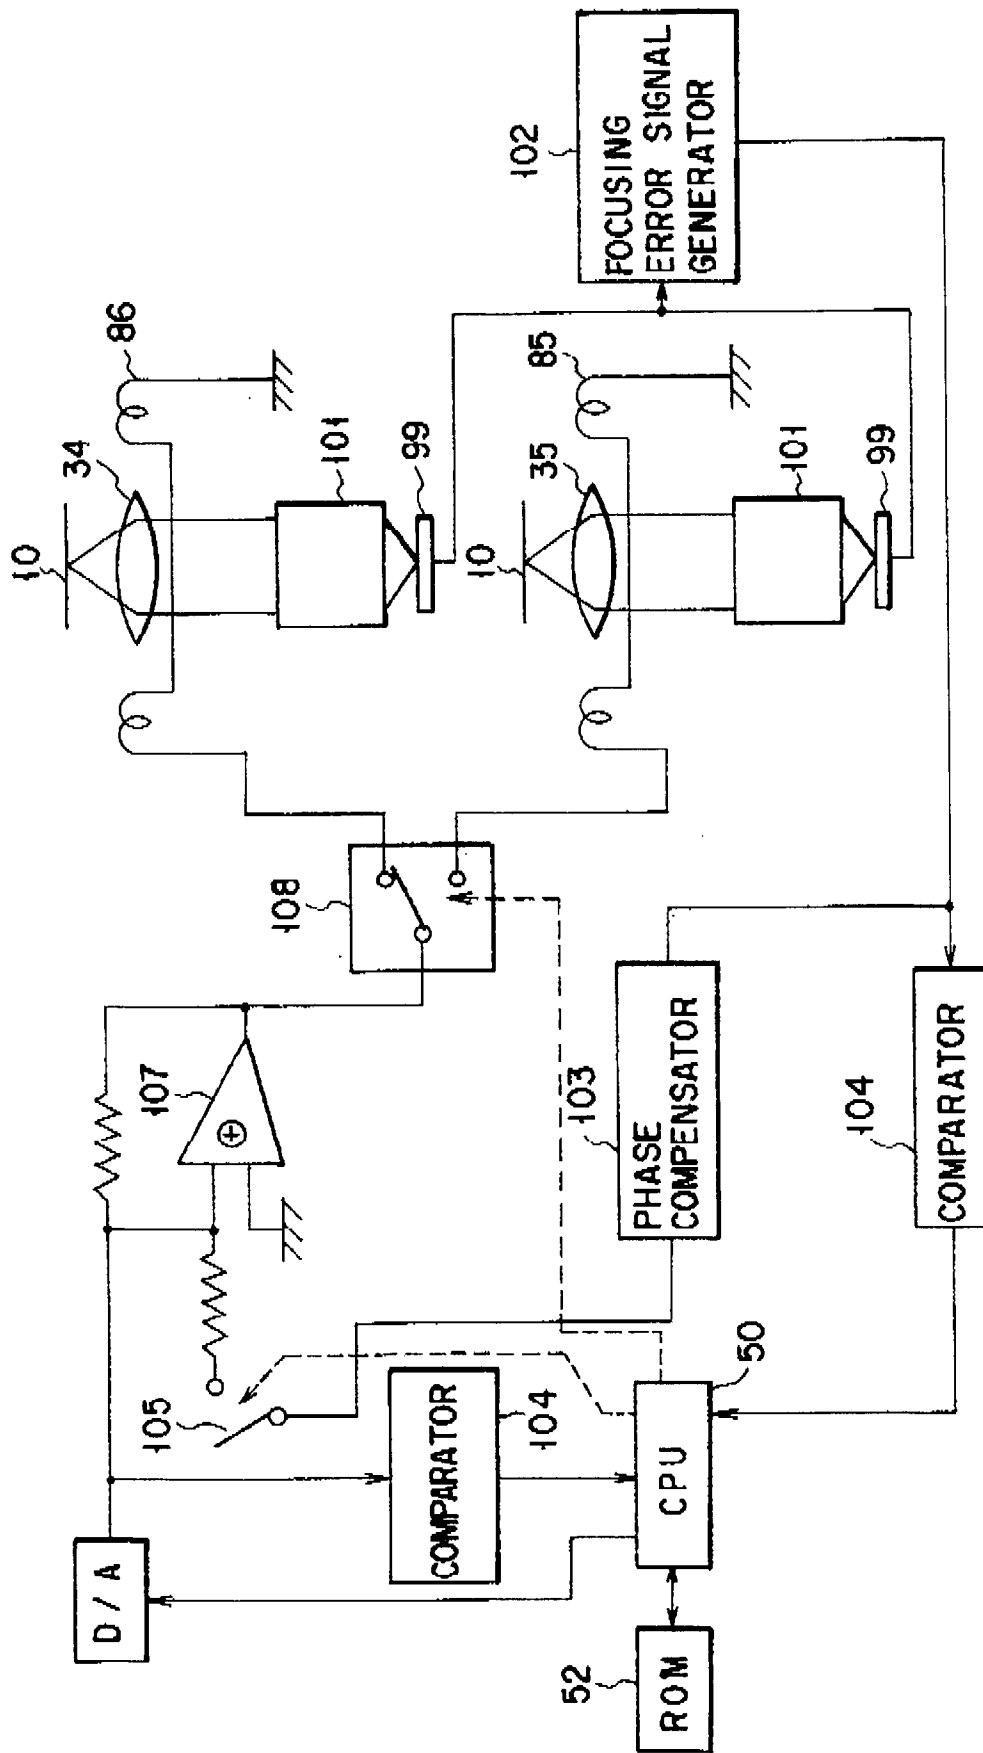 10
34
86
D/A
105
107
108
101
99
COMPARATOR
104
10
35
85
102
FOCUSING
ERROR SIGNAL
GENERATOR
103
PHASE
COMPENSATOR
52
ROM
CPU
50
101
99
104
COMPARATOR